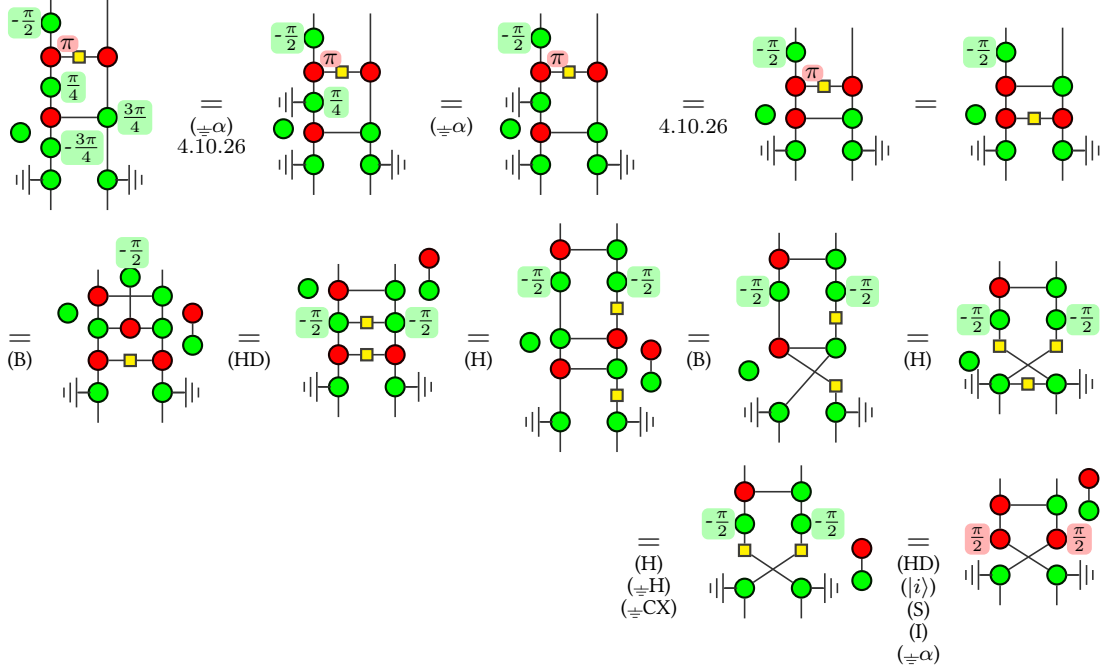 -π/2 π = -π/2 π = -π/2 π = -π/2 π = -π/2
π/4 3π/4 (⏚α) π/4 (⏚α) 4.10.26
-3π/4 4.10.26
-π/2
= = -π/2 -π/2 = -π/2 -π/2 = -π/2 -π/2 = -π/2 -π/2
(B) (HD) (H) (B) (H)
= -π/2 -π/2 = π/2 π/2
(H) (HD)
(⏚H) (|i⟩)
(⏚CX) (S)
(I)
(⏚α)